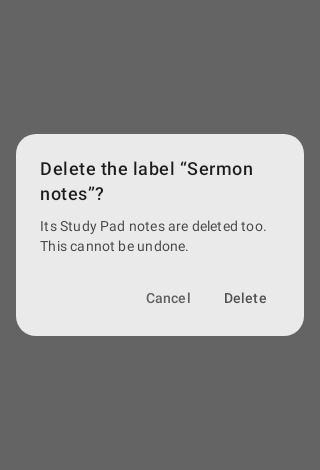 Delete the label “Sermon
notes”?
Its Study Pad notes are deleted too.
This cannot be undone.
Cancel
Delete